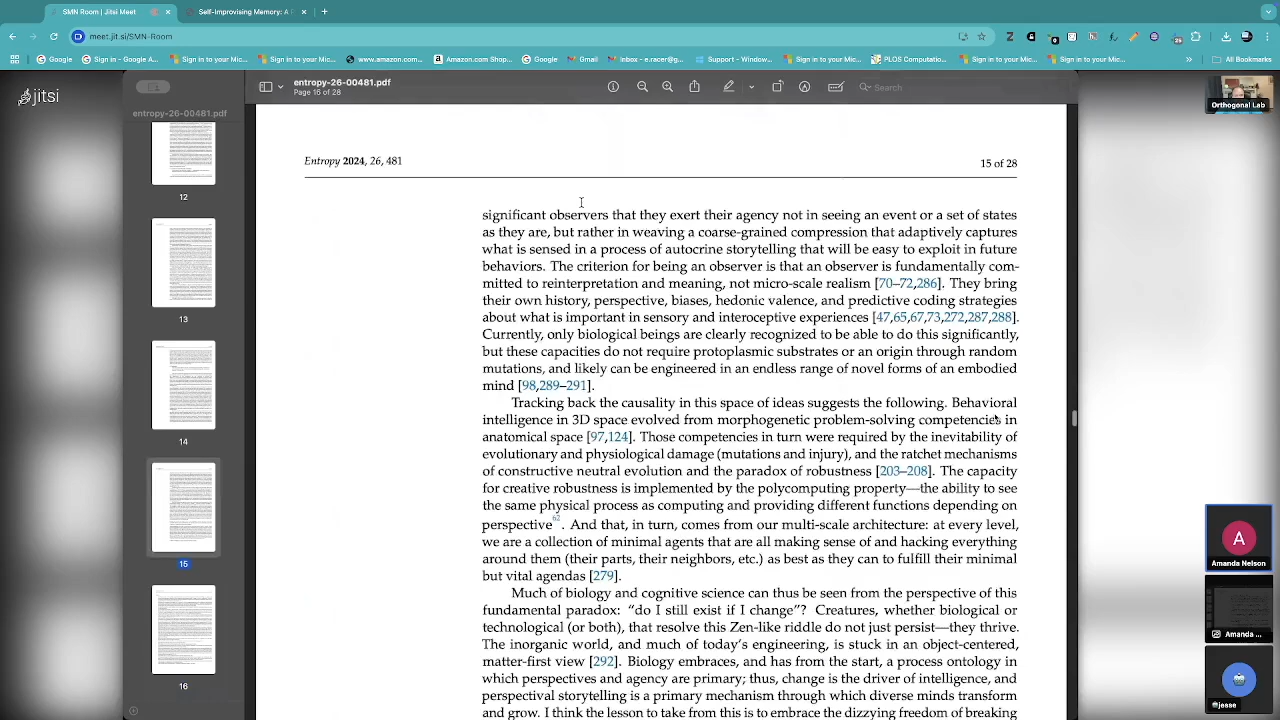 SMN Room | Jitsi Meet
Self-Improving Memory: A F
meet.jit.si/SMN-Room
Google
Sign in - Google A...
Sign in to your Mic...
www.amazon.com...
Amazon.com Shop...
Google
Gmail
Inbox - e.racer@g...
Support - Window...
Sign in to your Mic...
PLOS Computatio...
Sign in to your Mic...
Sign in to your Mic...
All Bookmarks
Jitsi
entropy-26-00481.pdf
Page 16 of 28
Search
Orthogonal Lab
entropy-26-00481.pdf
12
13
14
15
16
Entropy 2024, 26, 481
15 of 28
significant observers that they exert their agency not in seeing an event or a set of states
as they are, but rather in weaving a coarse-grained compression that adaptively captures
what is useful in a process of autopoietic storytelling that will help them exploit in future
behaviors. The criterion for being an observer is that an observer is fundamentally com-
mitted to reinterpretation and meaning, not micro-scale realism [70–72,286]. They bring
their own history, perspective, biases, hedonic valence, and predictive coding strategies
about what is important in sensory and interoceptive experiences [47,65,67,73,272,287,288].
Currently, only biological beings are clearly recognized to be able to do this significantly,
but these capacities do not require protoplasmic substrates or an origin through random
mutations, and likely can be engineered in an endless range of instantiations of an embodied
mind [98,289–291].
Tracking back the causality in this space of ideas suggests the following. Behavioral
intelligence in 3D space evolved from morphogenetic problem-solving competencies in
anatomical space [97,124]. Those competencies in turn were required by the inevitability of
evolutionary and physiological damage (mutations and injury), and the ratchet mechanisms
of constructive neutral evolution and the paradox of robustness [202–208]. The capacity
for creative robustness is implemented by the polycomputing principle—the ability to see
the same physical process as computing and providing different actions depending on
perspective 62. And that, in turn, comes from our multi-scale architecture: at every level,
we are a collection of minimal agents that are all making sense of and hacking everything
around them (their parts, their neighbors, etc.) as best as they can to fulfill their minimal
but vital agendas [279].
Much of biological and cognitive science can thus be seen from the perspective of this
fundamental paradox: "do I still exist if I change"? Creatures whether biological or
technological (or both) that resolve this Zen-like riddle do not just persist—they thrive.
The inorganic world, and much of today's engineering, is based on an object-centered,
matter-first view [292]. Biology embraces, and has from the start, a process ontology in
which perspectives and agency are primary; thus, change is the driver of intelligence, and
perspectival storytelling is a primary mechanism through which diverse minds transform
and grow. I think the lesson to take from this is to embrace the dizzying freedom of breaking
A
Amanda Nelson
Amanda ...
jesse